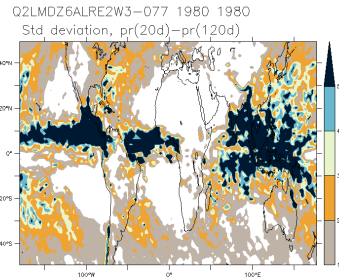 Q2LMDZ6ALRE2W3-077 1980 1980
Std deviation, pr(20d)-pr(120d)
40°N
20°N
0°
20°S
40°S
100°W
0°
100°E
5
4
3
2
1